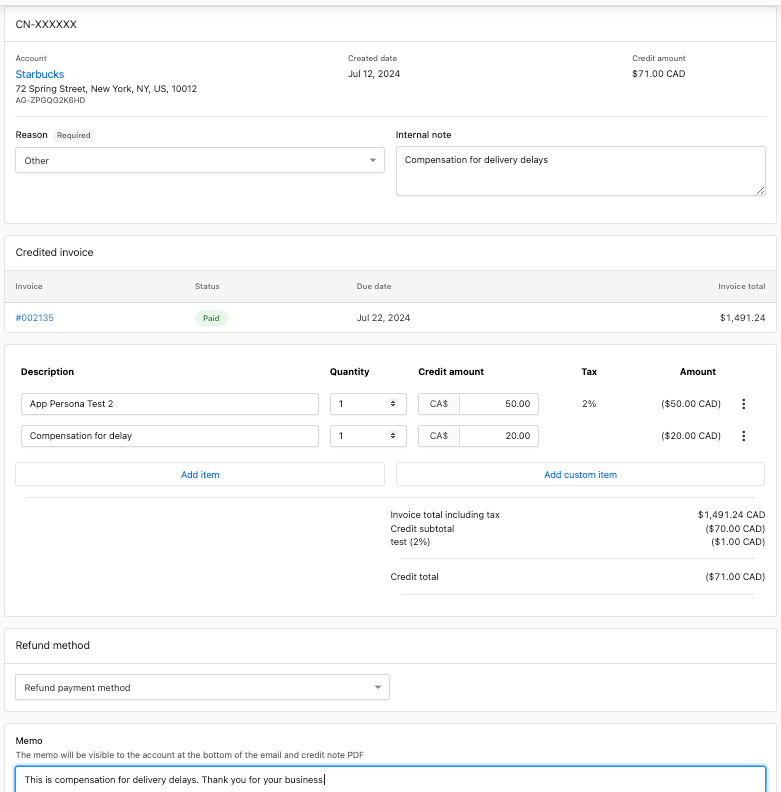 CN-XXXXXX
Account Created date Credit amount
Starbucks Jul 12, 2024 $71.00 CAD
72 Spring Street, New York, NY, US, 10012
AG-ZPGQG2K6HD
Reason Required Internal note
Other Compensation for delivery delays
Credited invoice
Invoice Status Due date Invoice total
#002135 Paid Jul 22, 2024 $1,491.24
Description Quantity Credit amount Tax Amount
App Persona Test 2 1 CA$ 50.00 2% ($50.00 CAD)
Compensation for delay 1 CA$ 20.00 ($20.00 CAD)
Add item Add custom item
Invoice total including tax $1,491.24 CAD
Credit subtotal ($70.00 CAD)
test (2%) ($1.00 CAD)
Credit total ($71.00 CAD)
Refund method
Refund payment method
Memo
The memo will be visible to the account at the bottom of the email and credit note PDF
This is compensation for delivery delays. Thank you for your business